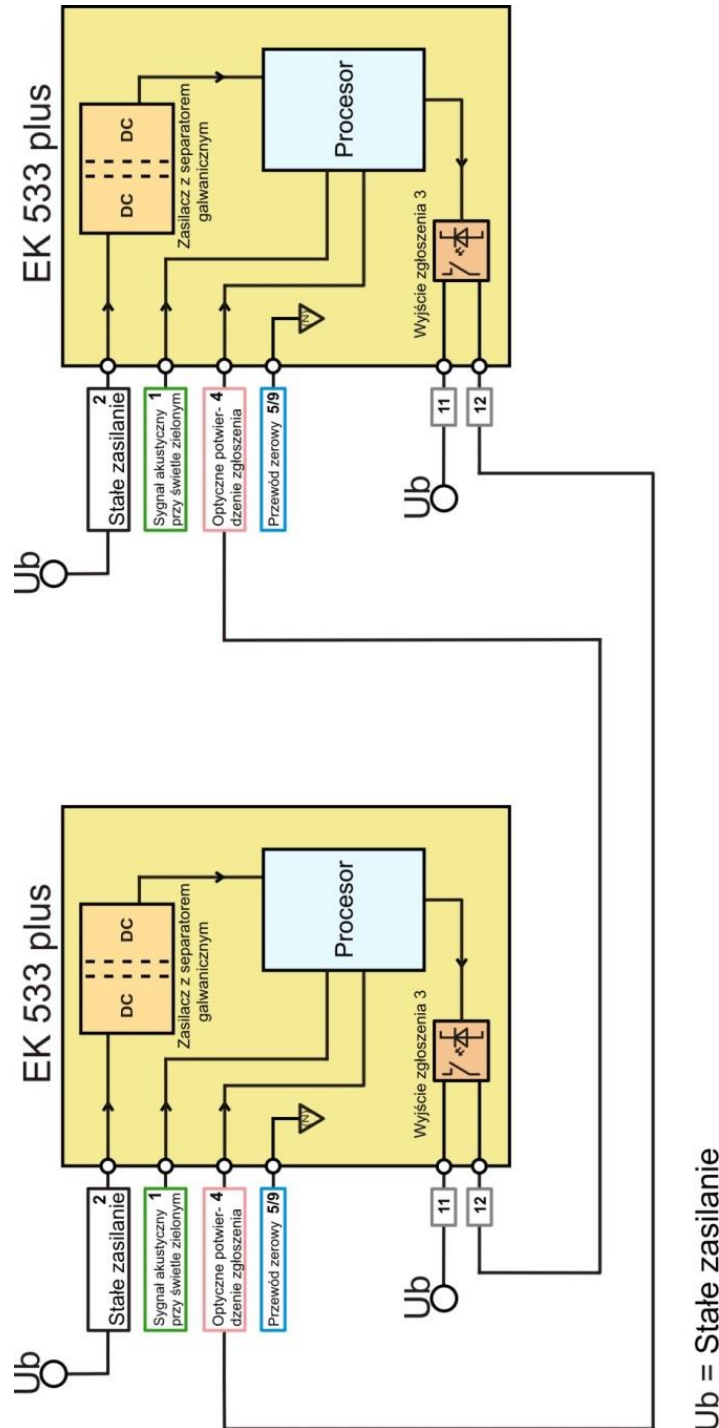 EK 533 plus
DC
DC
Zasilacz z separatorem
galwanicznym
Procesor
Wyjście zgłoszenia 3
Ub
Stałe zasilanie
2
Sygnał akustyczny
przy świetle zielonym
1
Optyczne potwier-
dzenie zgłoszenia
4
Przewód zerowy 5/9
N
Ub
11
12
EK 533 plus
DC
DC
Zasilacz z separatorem
galwanicznym
Procesor
Wyjście zgłoszenia 3
Ub
Stałe zasilanie
2
Sygnał akustyczny
przy świetle zielonym
1
Optyczne potwier-
dzenie zgłoszenia
4
Przewód zerowy 5/9
N
Ub
11
12
Ub = Stałe zasilanie